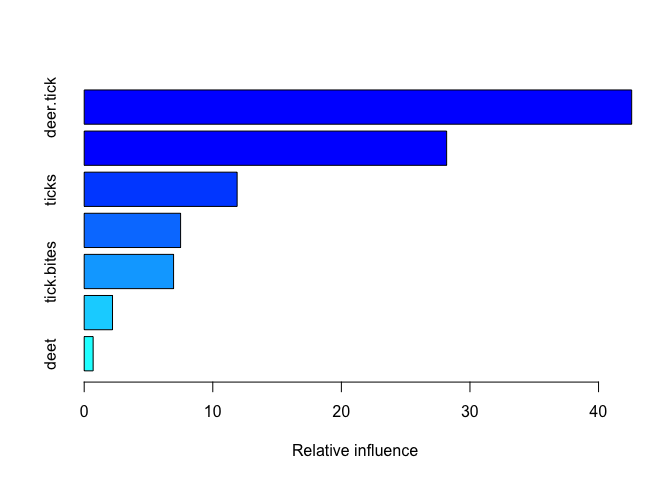 deer.tick
ticks
tick.bites
deet
0 10 20 30 40
Relative influence